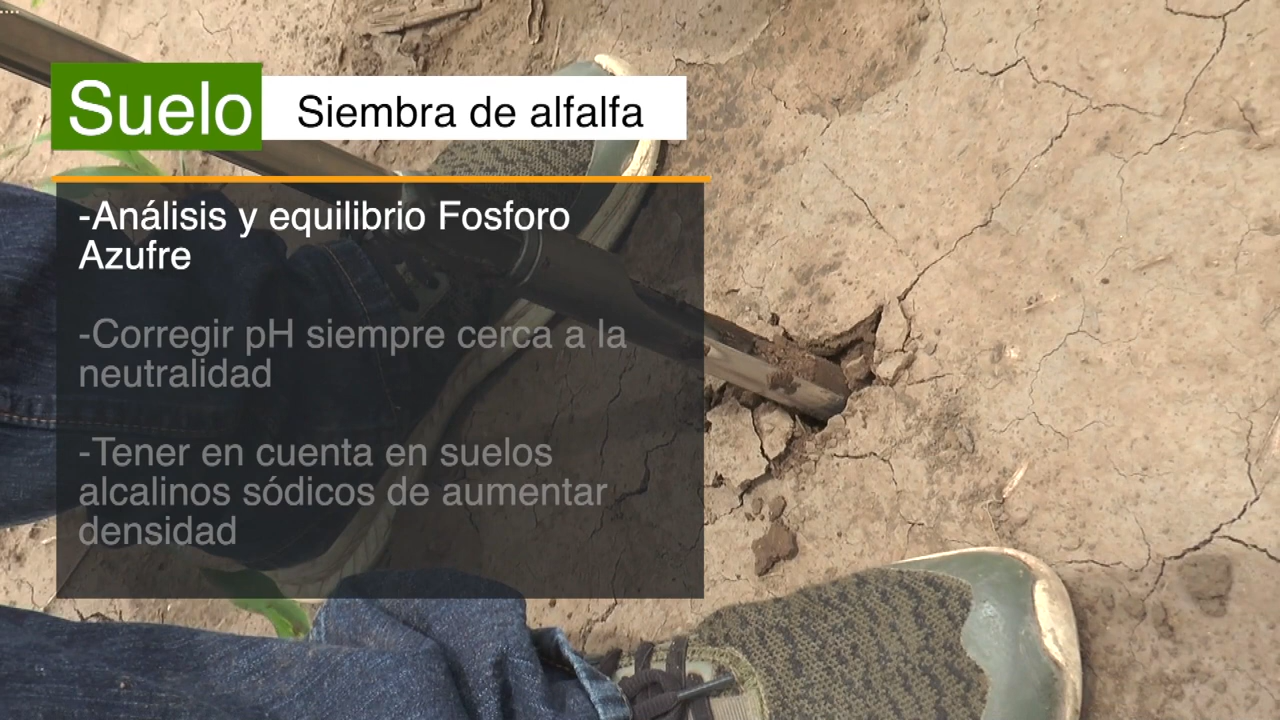 Suelo
Siembra de alfalfa
-Análisis y equilibrio Fosforo
Azufre
-Corregir pH siempre cerca a la
neutralidad
-Tener en cuenta en suelos
alcalinos sódicos de aumentar
densidad